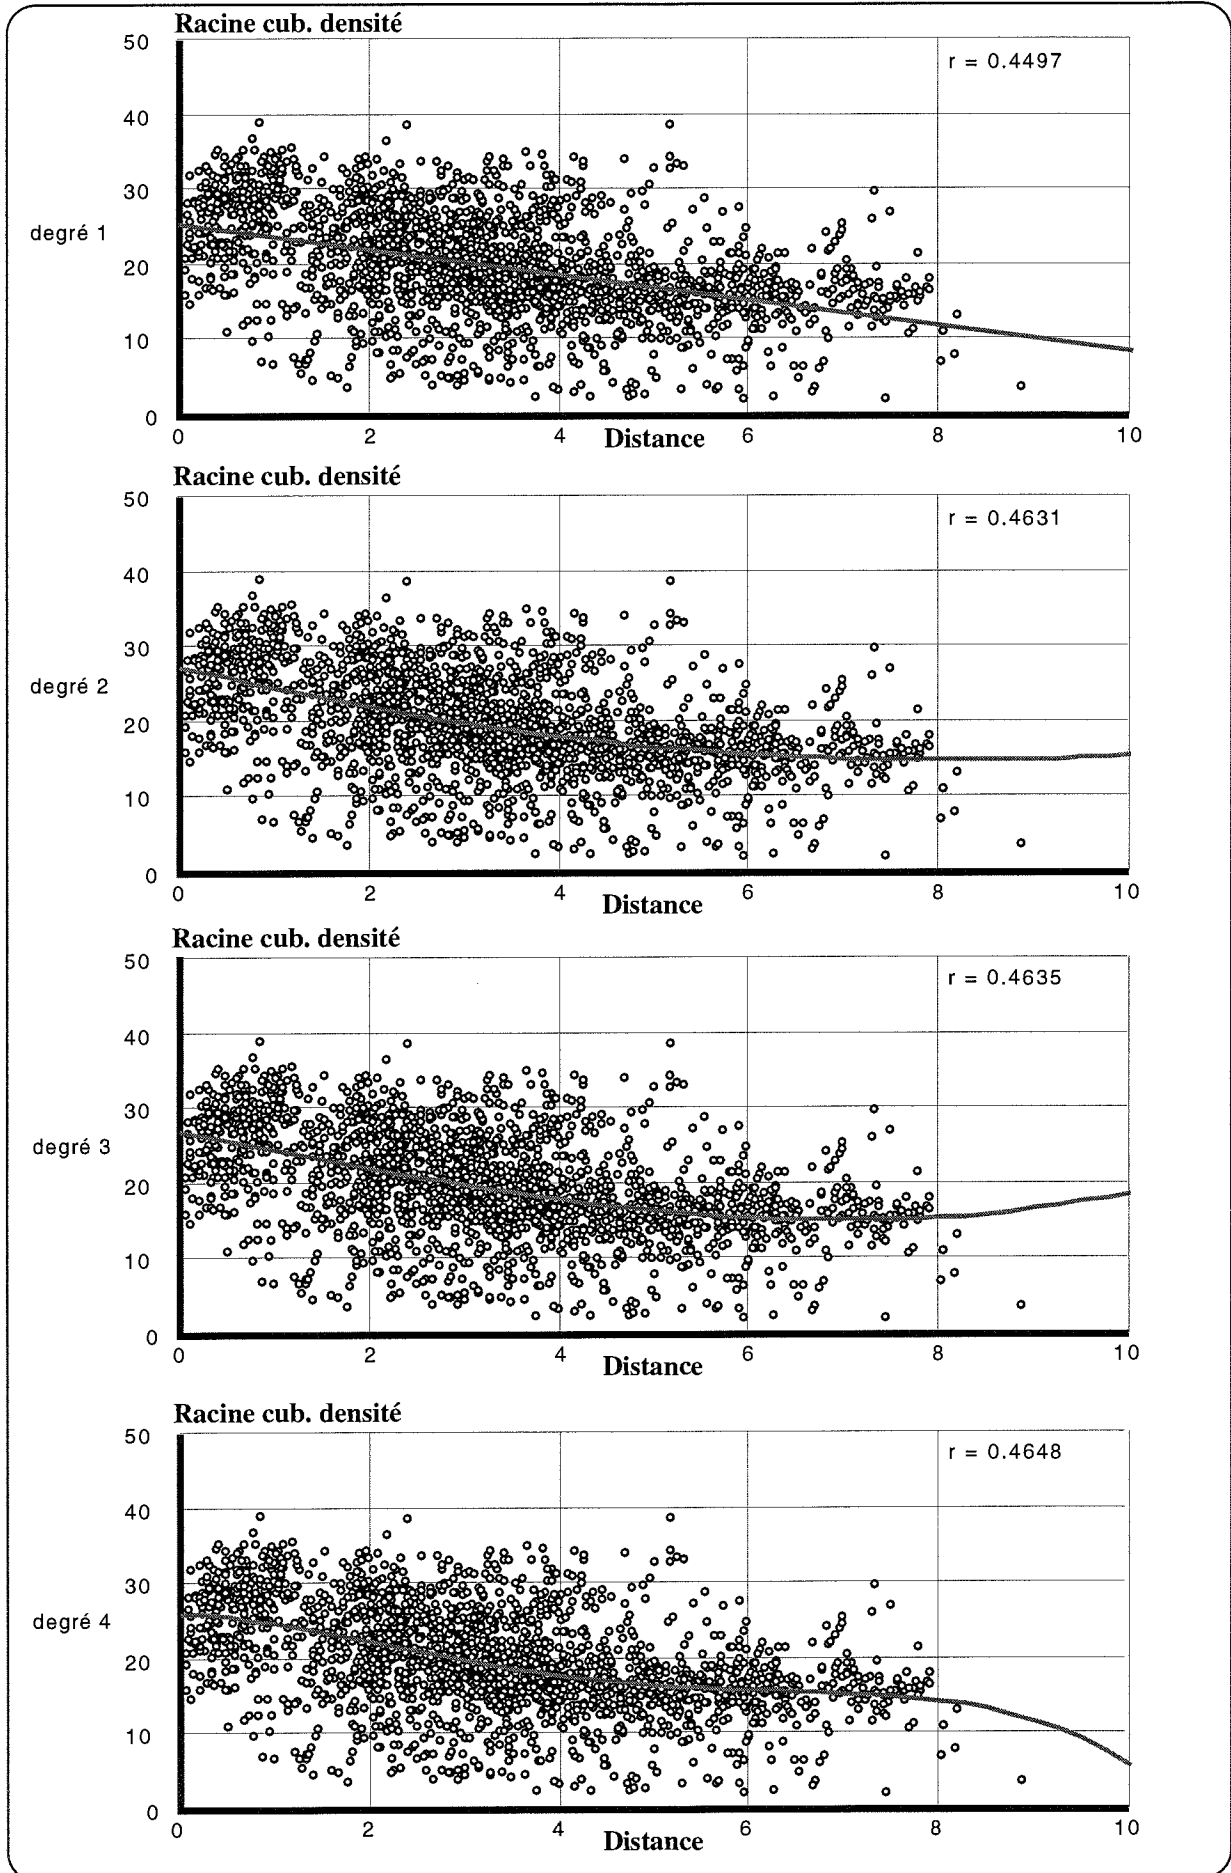 Racine cub. densité
50
r = 0.4497
40
30
degré 1
20
10
0
0 2 4 6 8 10
Distance
Racine cub. densité
50
r = 0.4631
40
30
degré 2
20
10
0
0 2 4 6 8 10
Distance
Racine cub. densité
50
r = 0.4635
40
30
degré 3
20
10
0
0 2 4 6 8 10
Distance
Racine cub. densité
50
r = 0.4648
40
30
degré 4
20
10
0
0 2 4 6 8 10
Distance